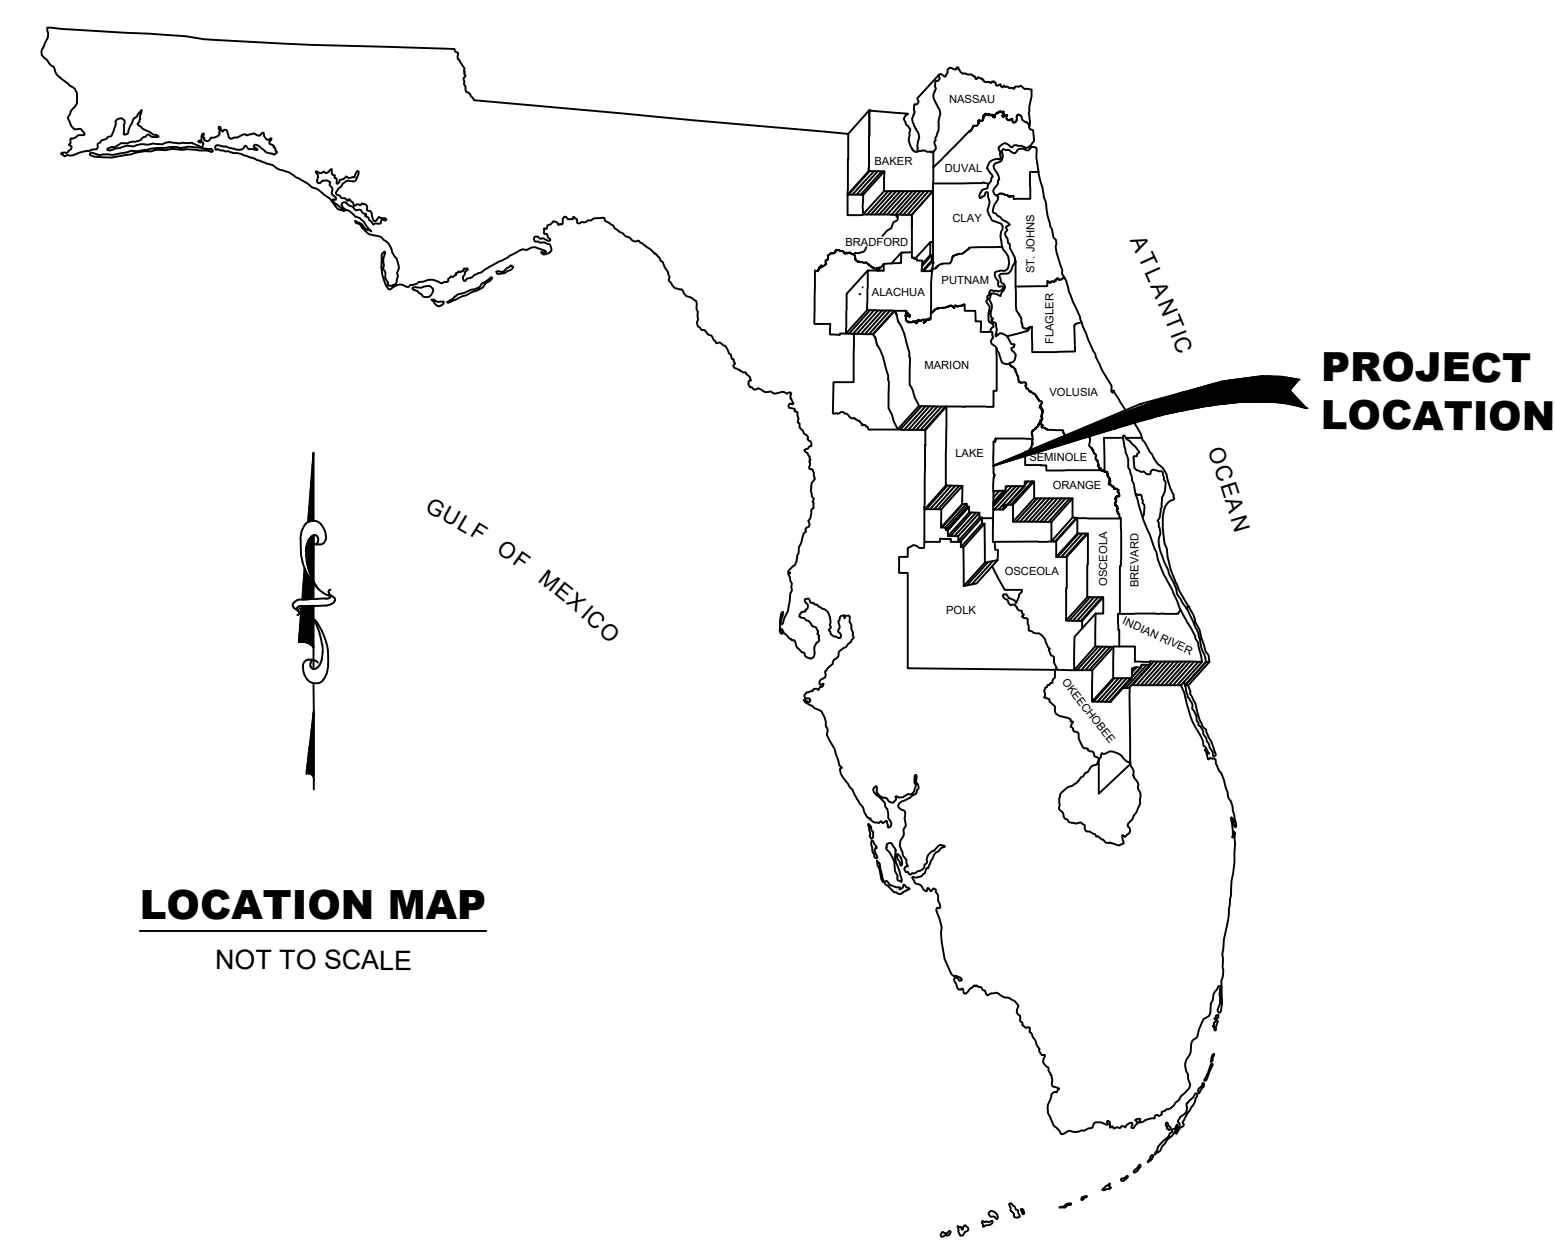 NASSAU
BAKER
DUVAL
CLAY
ST. JOHNS
BRADFORD
ALACHUA
PUTNAM
FLAGLER
MARION
VOLUSIA
ATLANTIC
OCEAN
PROJECT
LOCATION
LAKE
SEMINOLE
ORANGE
GULF OF MEXICO
OSCEOLA
OSCEOLA
BREVARD
POLK
INDIAN RIVER
OKEECHOBEE
LOCATION MAP
NOT TO SCALE